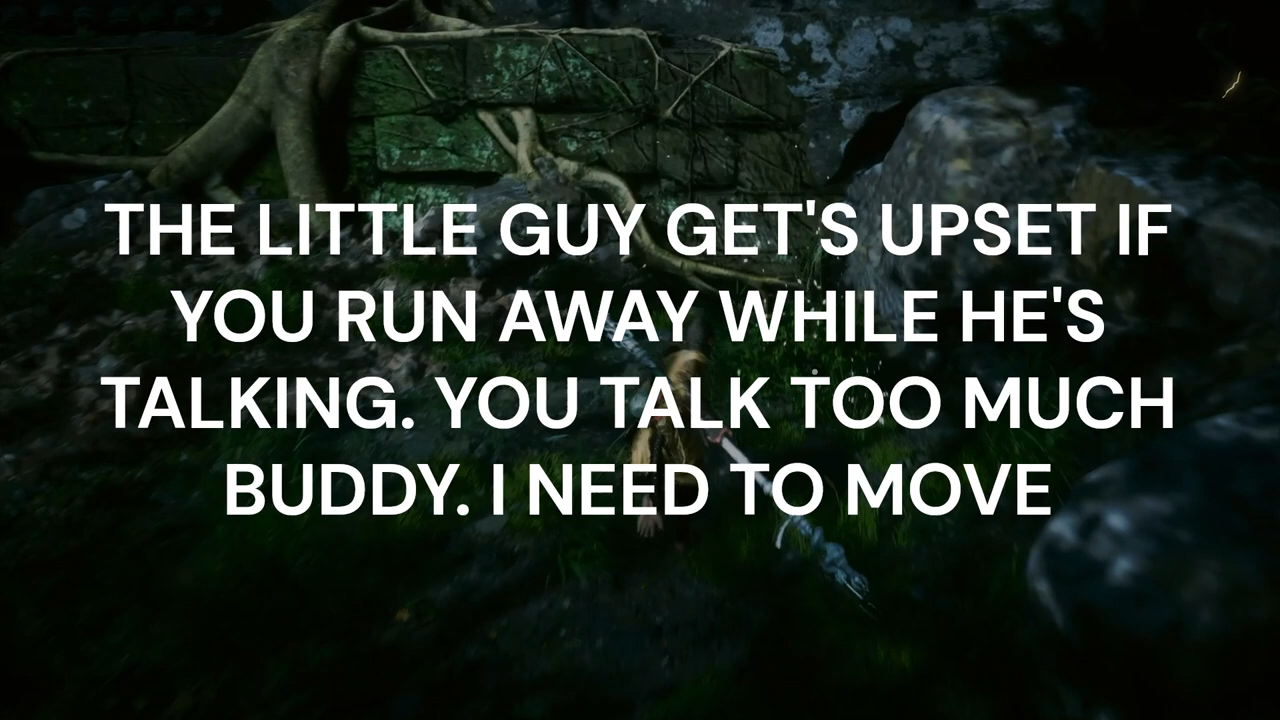 THE LITTLE GUY GET'S UPSET IF
YOU RUN AWAY WHILE HE'S
TALKING. YOU TALK TOO MUCH
BUDDY. I NEED TO MOVE